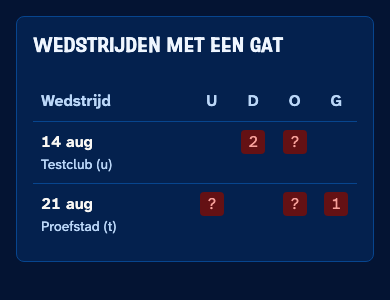 WEDSTRIJDEN MET EEN GAT
Wedstrijd U D O G
14 aug 2 ?
Testclub (u)
21 aug ? ? 1
Proefstad (t)